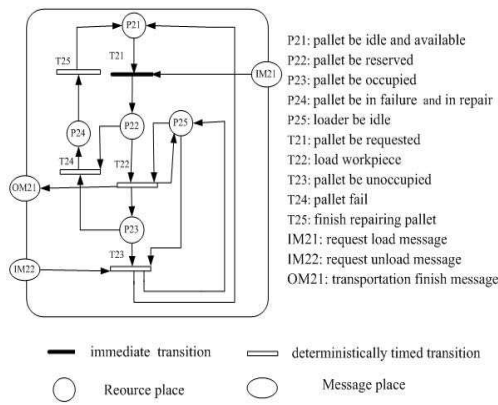 P21
T21
T25
IM21
P22
P25
P24
T22
T24
OM21
P23
T23
IM22
P21: pallet be idle and available
P22: pallet be reserved
P23: pallet be occupied
P24: pallet be in failure and in repair
P25: loader be idle
T21: pallet be requested
T22: load workpiece
T23: pallet be unoccupied
T24: pallet fail
T25: finish repairing pallet
IM21: request load message
IM22: request unload message
OM21: transportation finish message
immediate transition
deterministically timed transition
Reource place
Message place